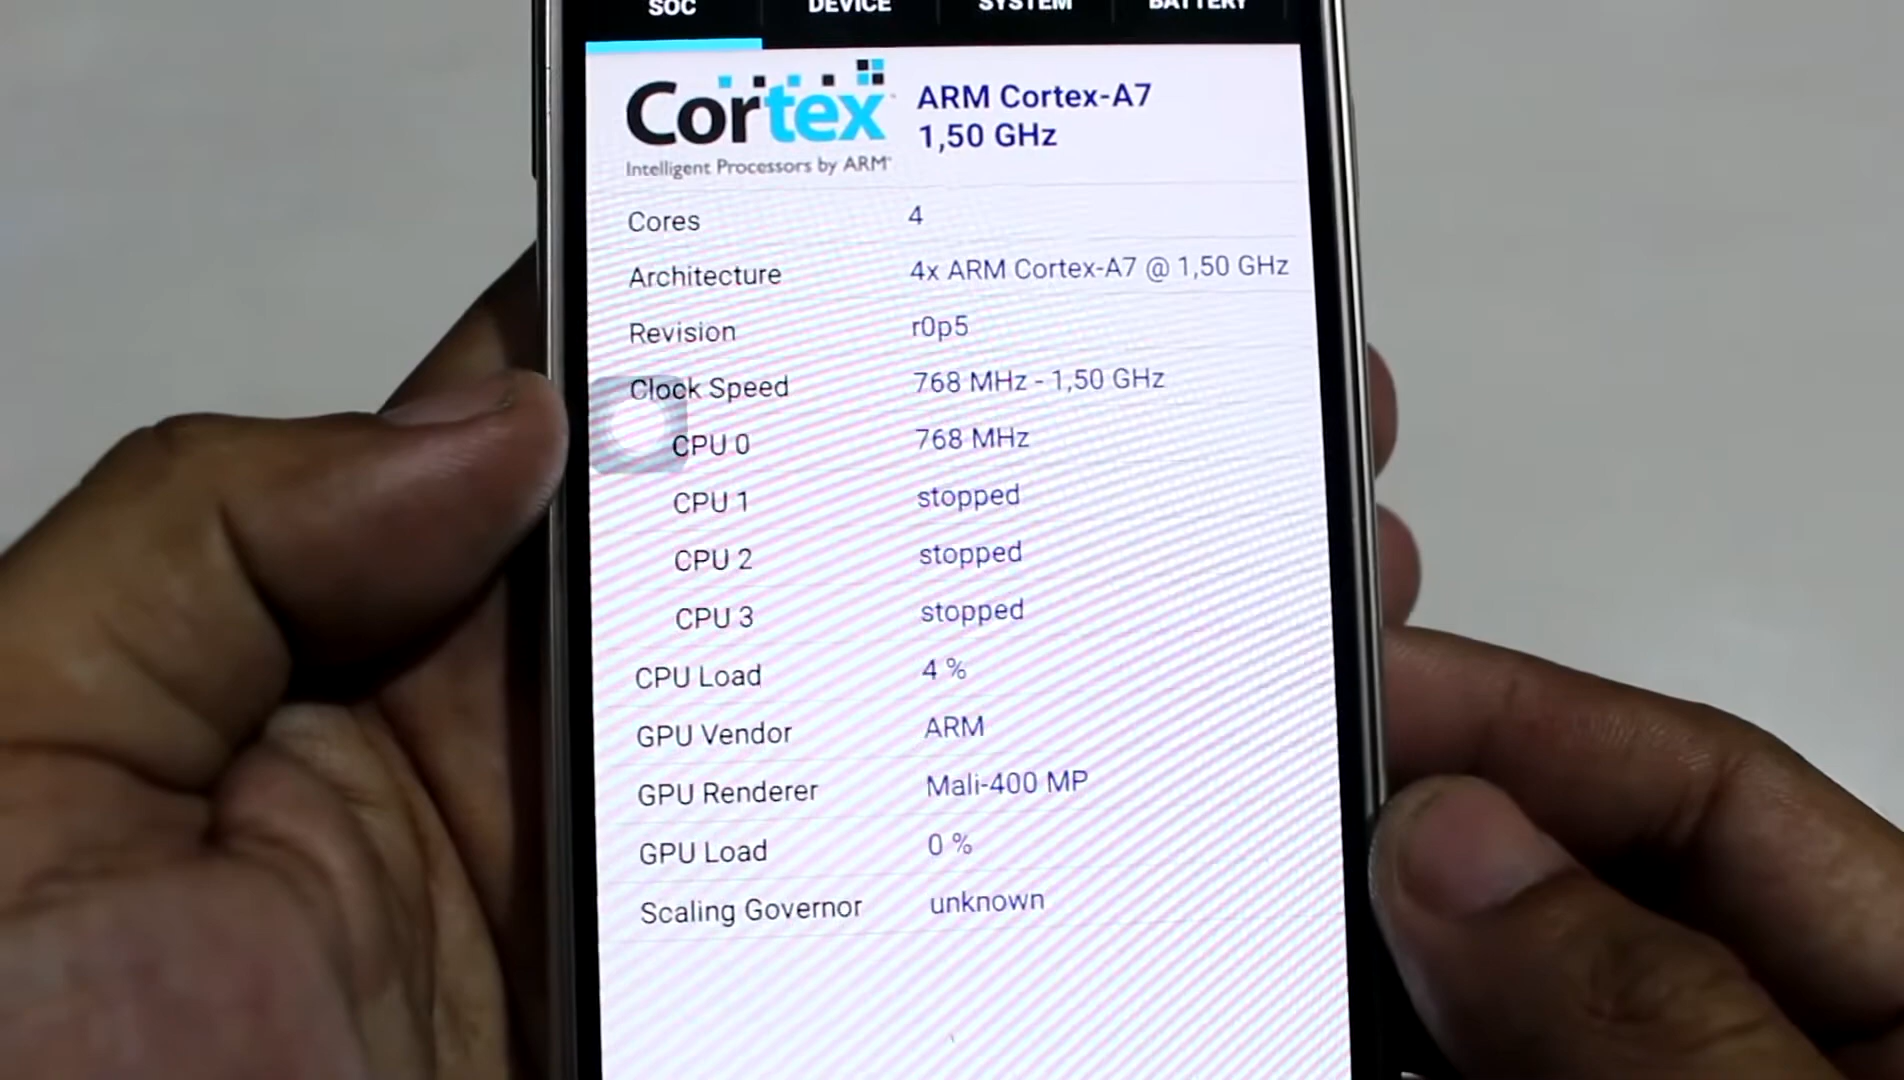 SOC DEVICE SYSTEM BATTERY
Cortex
Intelligent Processors by ARM
ARM Cortex-A7
1,50 GHz
Cores 4
Architecture 4x ARM Cortex-A7 @ 1,50 GHz
Revision r0p5
Clock Speed 768 MHz - 1,50 GHz
CPU 0 768 MHz
CPU 1 stopped
CPU 2 stopped
CPU 3 stopped
CPU Load 4 %
GPU Vendor ARM
GPU Renderer Mali-400 MP
GPU Load 0 %
Scaling Governor unknown